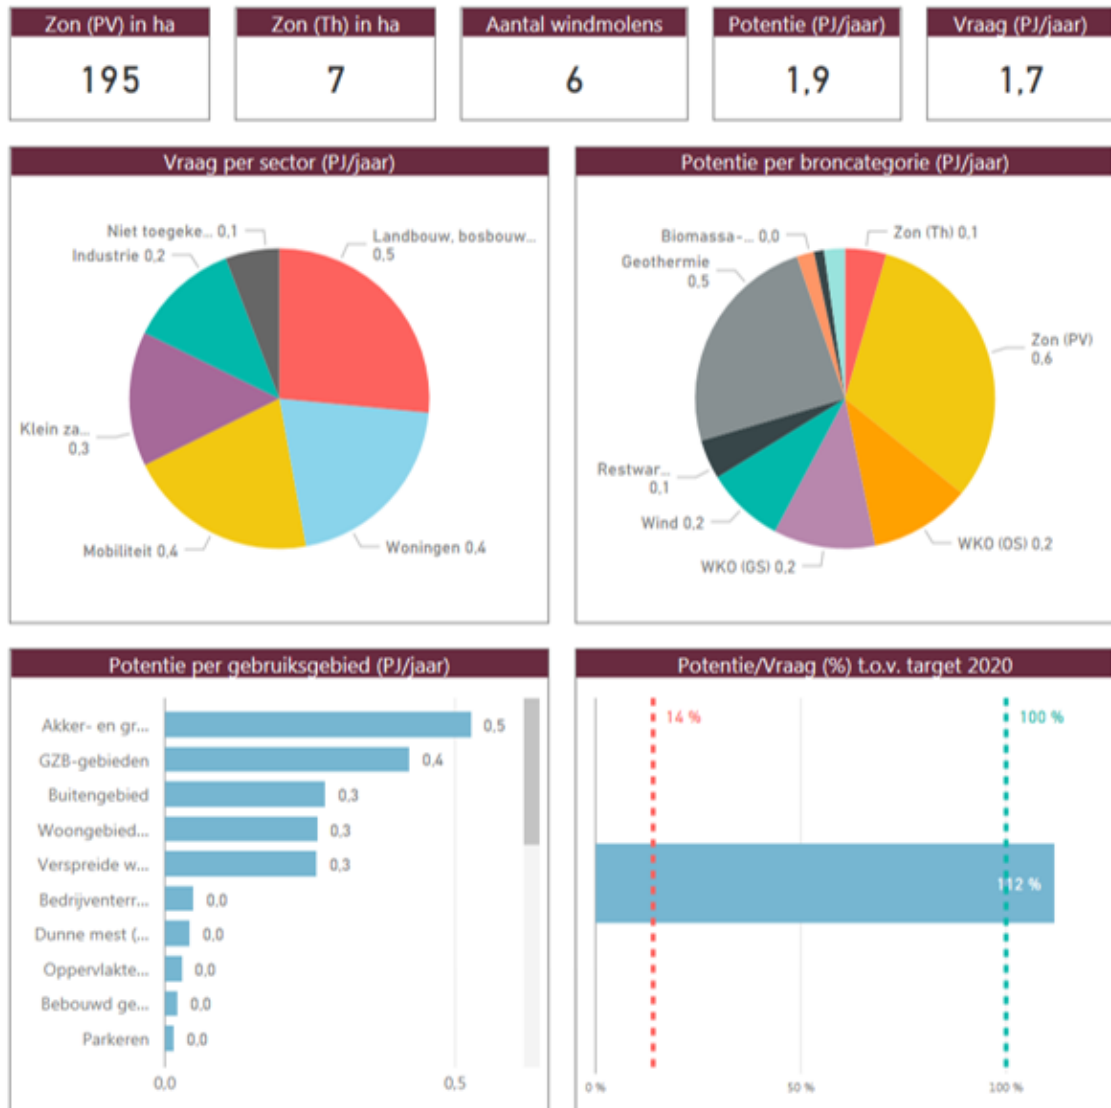 Zon (PV) in ha
195
Zon (Th) in ha
7
Aantal windmolens
6
Potentie (PJ/jaar)
1,9
Vraag (PJ/jaar)
1,7
Vraag per sector (PJ/jaar)
Niet toegeke... 0,1
Industrie 0,2
Landbouw, bosbouw...
0,5
Klein za...
0,3
Mobiliteit 0,4
Woningen 0,4
Potentie per broncategorie (PJ/jaar)
Biomassa-... 0,0
Zon (Th) 0,1
Geothermie
0,5
Zon (PV)
0,6
Restwar...
0,1
Wind 0,2
WKO (GS) 0,2
WKO (OS) 0,2
Potentie per gebruiksgebied (PJ/jaar)
Akker- en gr... 0,5
GZB-gebieden 0,4
Buitengebied 0,3
Woongebied... 0,3
Verspreide w... 0,3
Bedrijventerr... 0,0
Dunne mest (... 0,0
Oppervlakte... 0,0
Bebouwd ge... 0,0
Parkeren 0,0
0,0 0,5
Potentie/Vraag (%) t.o.v. target 2020
14 % 100 %
112 %
0 % 50 % 100 %